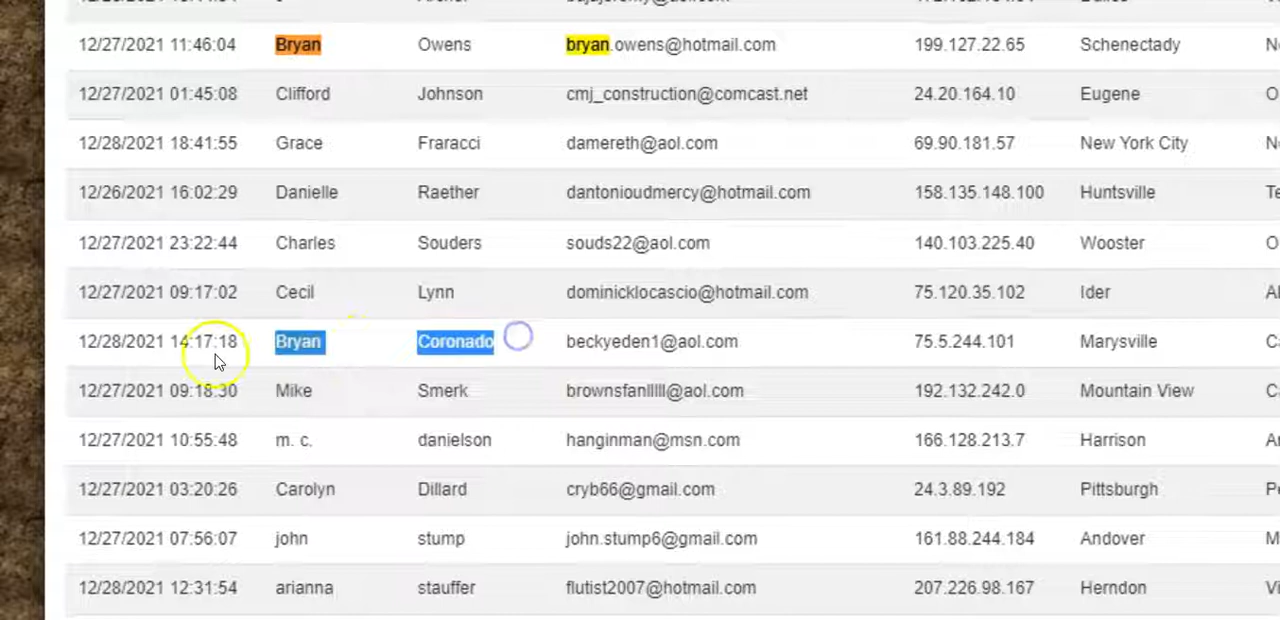 12/27/2021 11:46:04 Bryan Owens bryan.owens@hotmail.com 199.127.22.65 Schenectady
12/27/2021 01:45:08 Clifford Johnson cmj_construction@comcast.net 24.20.164.10 Eugene O
12/28/2021 18:41:55 Grace Fraracci damereth@aol.com 69.90.181.57 New York City
12/26/2021 16:02:29 Danielle Raether dantonioudmercy@hotmail.com 158.135.148.100 Huntsville Te
12/27/2021 23:22:44 Charles Souders souds22@aol.com 140.103.225.40 Wooster O
12/27/2021 09:17:02 Cecil Lynn dominicklocascio@hotmail.com 75.120.35.102 Ider Al
12/28/2021 14:17:18 Bryan Coronado beckyeden1@aol.com 75.5.244.101 Marysville Ca
12/27/2021 09:18:30 Mike Smerk 192.132.242.0 Mountain View Ca
12/27/2021 10:55:48 m. c. danielson hanginman@msn.com 166.128.213.7 Harrison
12/27/2021 03:20:26 Carolyn Dillard cryb66@gmail.com 24.3.89.192 Pittsburgh Pe
12/27/2021 07:56:07 john stump john.stump6@gmail.com 161.88.244.184 Andover M
12/28/2021 12:31:54 arianna stauffer flutist2007@hotmail.com 207.226.98.167 Herndon Vi